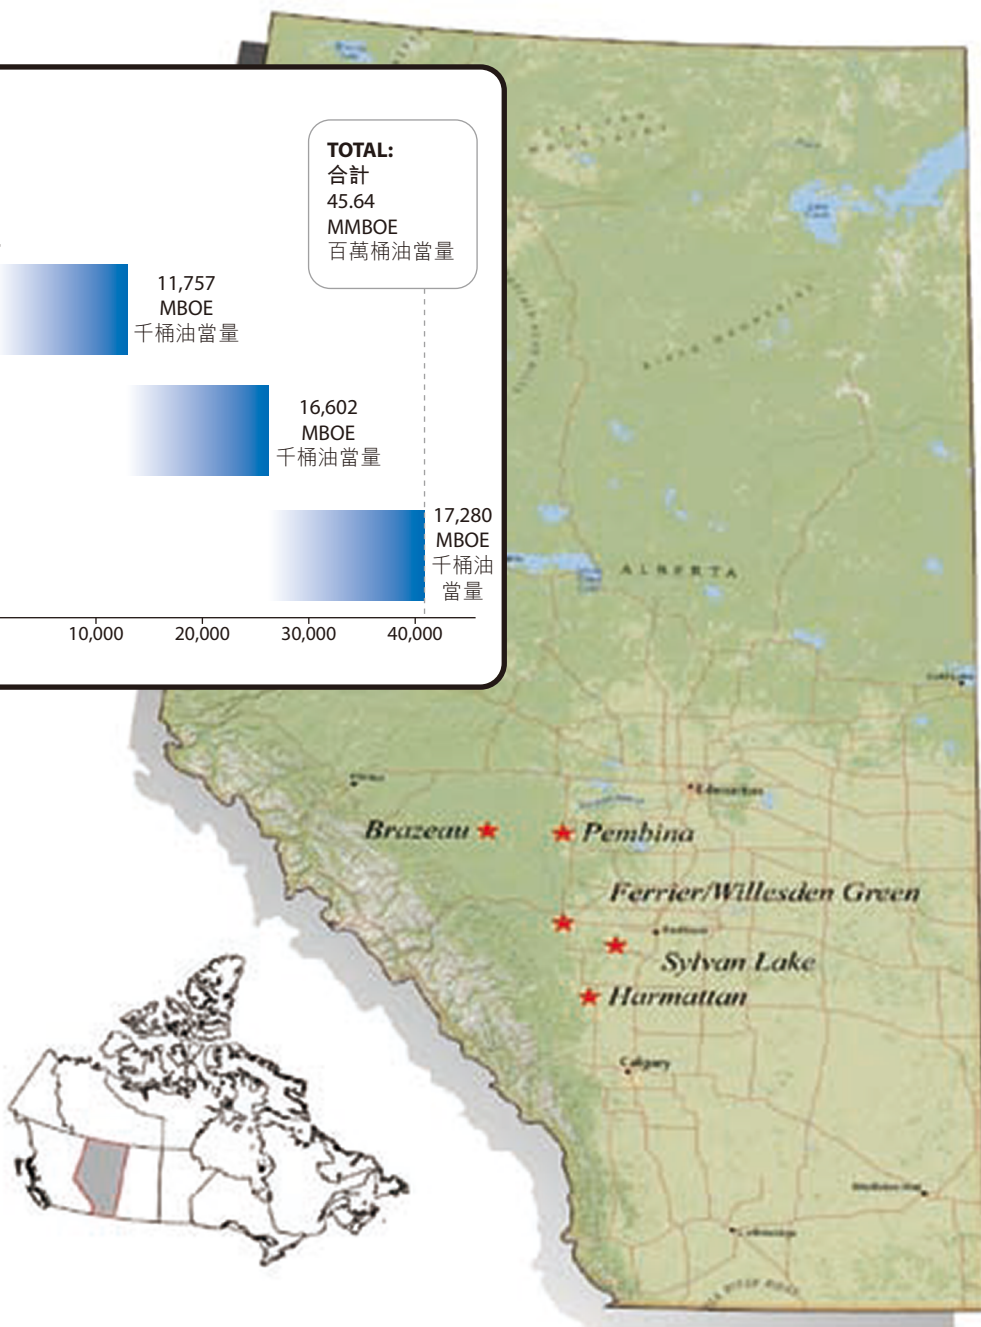 TOTAL:
合計
45.64
MMBOE
百萬桶油當量
11,757
MBOE
千桶油當量
16,602
MBOE
千桶油當量
17,280
MBOE
千桶油
當量
10,000
20,000
30,000
40,000
ALBERTA
Edmonton
Brazeau
Pembina
Ferrier/Willesden Green
Sylvan Lake
Harmattan
Calgary